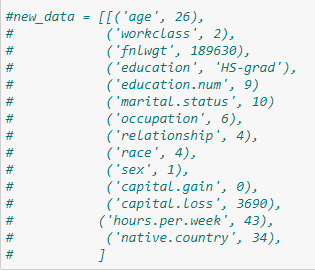 #new_data = [[('age', 26),
#             ('workclass', 2),
#             ('fnlwgt', 189630),
#             ('education', 'HS-grad'),
#             ('education.num', 9)
#             ('marital.status', 10)
#             ('occupation', 6),
#             ('relationship', 4),
#             ('race', 4),
#             ('sex', 1),
#             ('capital.gain', 0),
#             ('capital.loss', 3690),
#            ('hours.per.week', 43),
#             ('native.country', 34),
#            ]